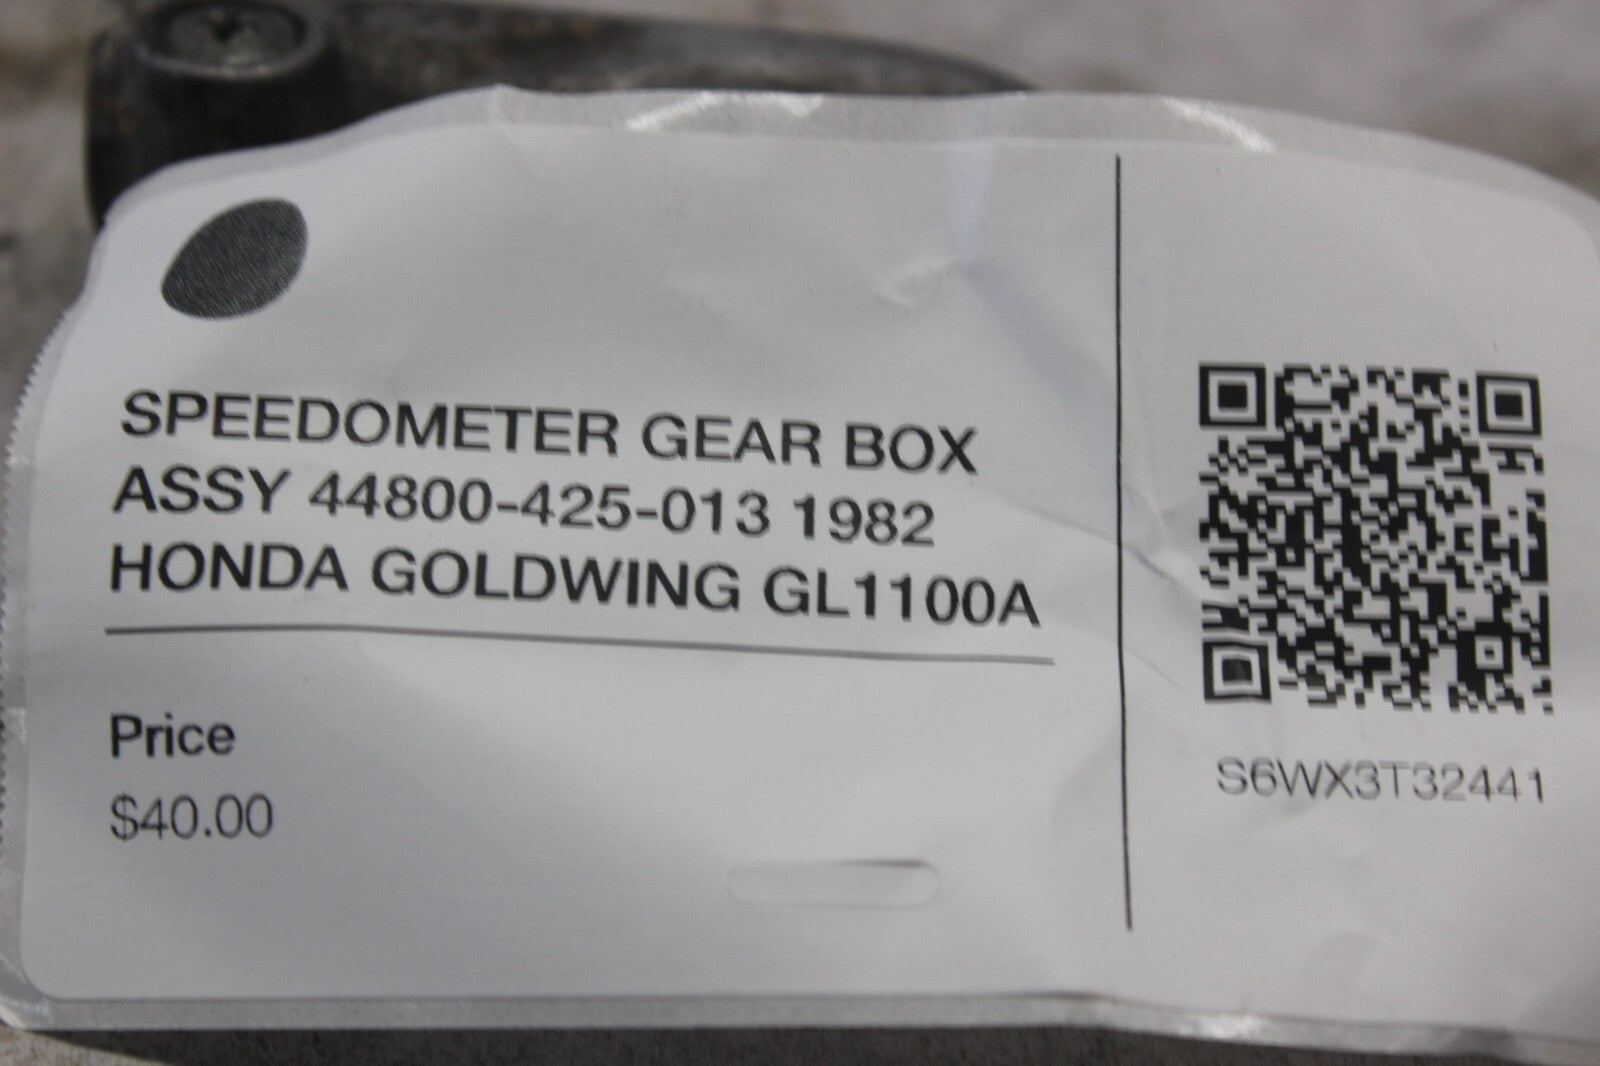 SPEEDOMETER GEAR BOX
ASSY 44800-425-013 1982
HONDA GOLDWING GL1100A
Price
$40.00
S6WX3T32441